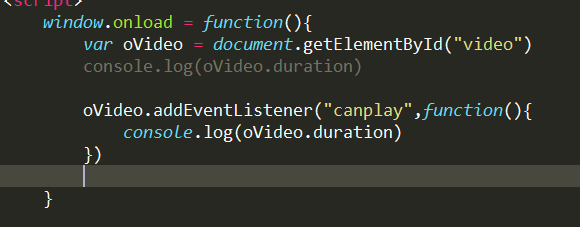 <script>
window.onload = function(){
var oVideo = document.getElementById("video")
console.log(oVideo.duration)
oVideo.addEventListener("canplay",function(){
console.log(oVideo.duration)
})
}